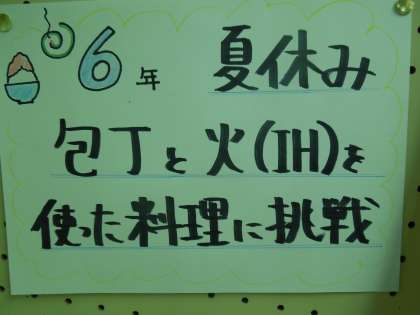 6年 夏休み
包丁と火(IH)を
使った料理に挑戦